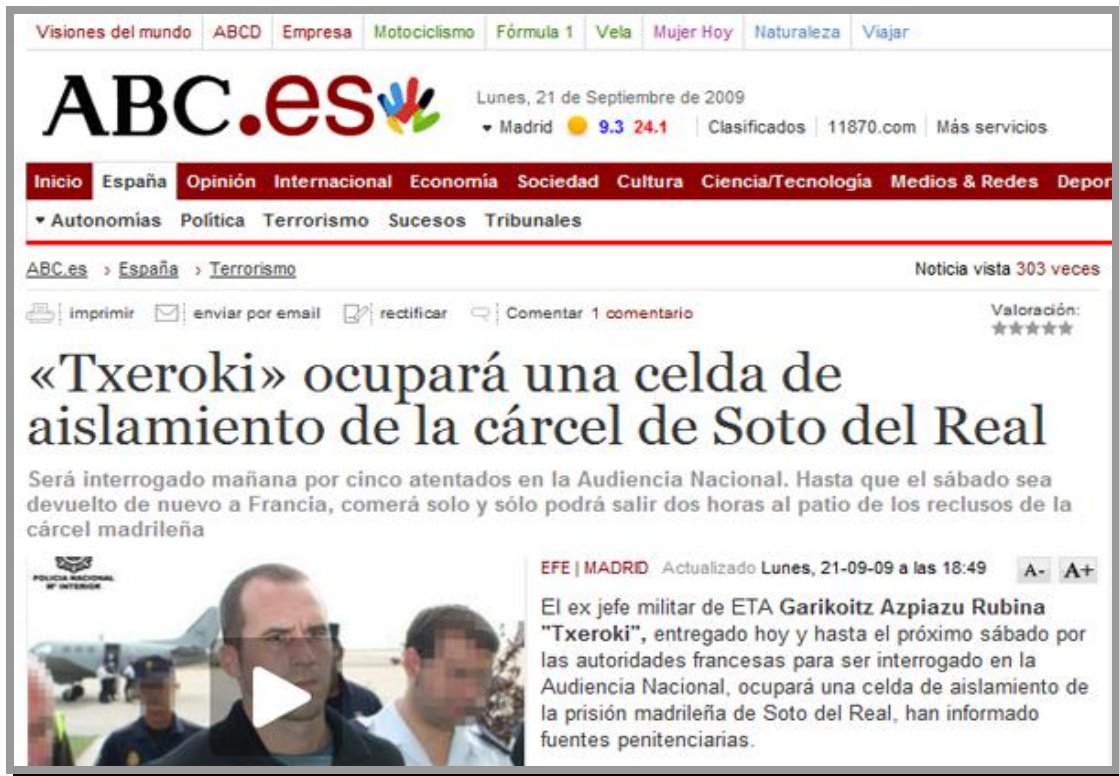 Visiones del mundo ABCD Empresa Motociclismo Fórmula 1 Vela Mujer Hoy Naturaleza Viajar
ABC.es
Lunes, 21 de Septiembre de 2009
Madrid 9.3 24.1 Clasificados 11870.com Más servicios
Inicio España Opinión Internacional Economía Sociedad Cultura Ciencia/Tecnología Medios & Redes Depor
Autonomías Política Terrorismo Sucesos Tribunales
ABC.es › España › Terrorismo
Noticia vista 303 veces
imprimir enviar por email rectificar Comentar 1 comentario
Valoración:
«Txeroki» ocupará una celda de
aislamiento de la cárcel de Soto del Real
Será interrogado mañana por cinco atentados en la Audiencia Nacional. Hasta que el sábado sea
devuelto de nuevo a Francia, comerá solo y sólo podrá salir dos horas al patio de los reclusos de la
cárcel madrileña
POLICIA NACIONAL
Mº INTERIOR
EFE | MADRID Actualizado Lunes, 21-09-09 a las 18:49 A- A+
El ex jefe militar de ETA Garikoitz Azpiazu Rubina
"Txeroki", entregado hoy y hasta el próximo sábado por
las autoridades francesas para ser interrogado en la
Audiencia Nacional, ocupará una celda de aislamiento de
la prisión madrileña de Soto del Real, han informado
fuentes penitenciarias.